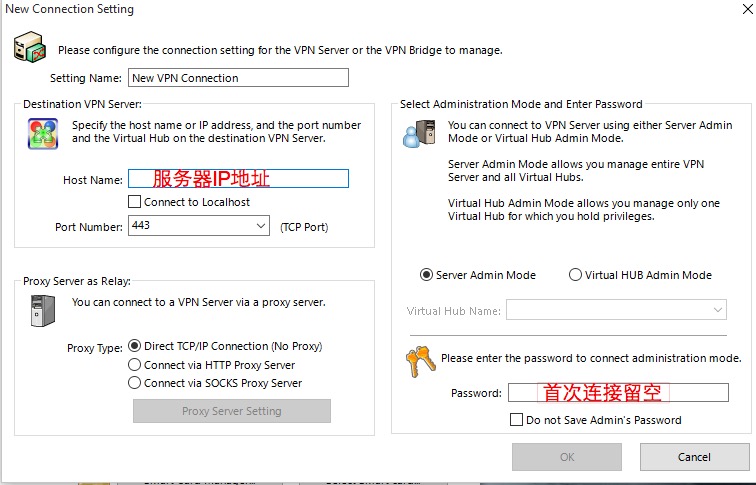 New Connection Setting
Please configure the connection setting for the VPN Server or the VPN Bridge to manage.
Setting Name: New VPN Connection
Destination VPN Server:
Specify the host name or IP address, and the port number
and the Virtual Hub on the destination VPN Server.
Host Name: 服务器IP地址
Connect to Localhost
Port Number: 443 (TCP Port)
Proxy Server as Relay:
You can connect to a VPN Server via a proxy server.
Proxy Type: Direct TCP/IP Connection (No Proxy)
Connect via HTTP Proxy Server
Connect via SOCKS Proxy Server
Proxy Server Setting
Select Administration Mode and Enter Password
You can connect to VPN Server using either Server Admin
Mode or Virtual Hub Admin Mode.
Server Admin Mode allows you manage entire VPN
Server and all Virtual Hubs.
Virtual Hub Admin Mode allows you manage only one
Virtual Hub for which you hold privileges.
Server Admin Mode Virtual HUB Admin Mode
Virtual Hub Name:
Please enter the password to connect administration mode.
Password: 首次连接留空
Do not Save Admin's Password
OK Cancel